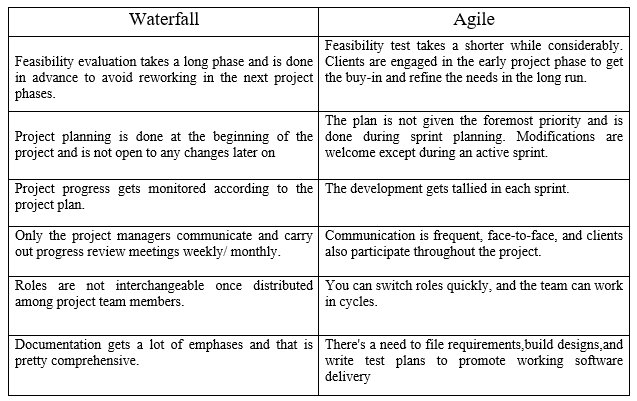 Waterfall
Agile
Feasibility evaluation takes a long phase and is done
in advance to avoid reworking in the next project
phases.
Feasibility test takes a shorter while considerably.
Clients are engaged in the early project phase to get
the buy-in and refine the needs in the long run.
Project planning is done at the beginning of the
project and is not open to any changes later on
The plan is not given the foremost priority and is
done during sprint planning. Modifications are
welcome except during an active sprint.
Project progress gets monitored according to the
project plan.
The development gets tallied in each sprint.
Only the project managers communicate and carry
out progress review meetings weekly/ monthly.
Communication is frequent, face-to-face, and clients
also participate throughout the project.
Roles are not interchangeable once distributed
among project team members.
You can switch roles quickly, and the team can work
in cycles.
Documentation gets a lot of emphases and that is
pretty comprehensive.
There's a need to file requirements,build designs,and
write test plans to promote working software
delivery